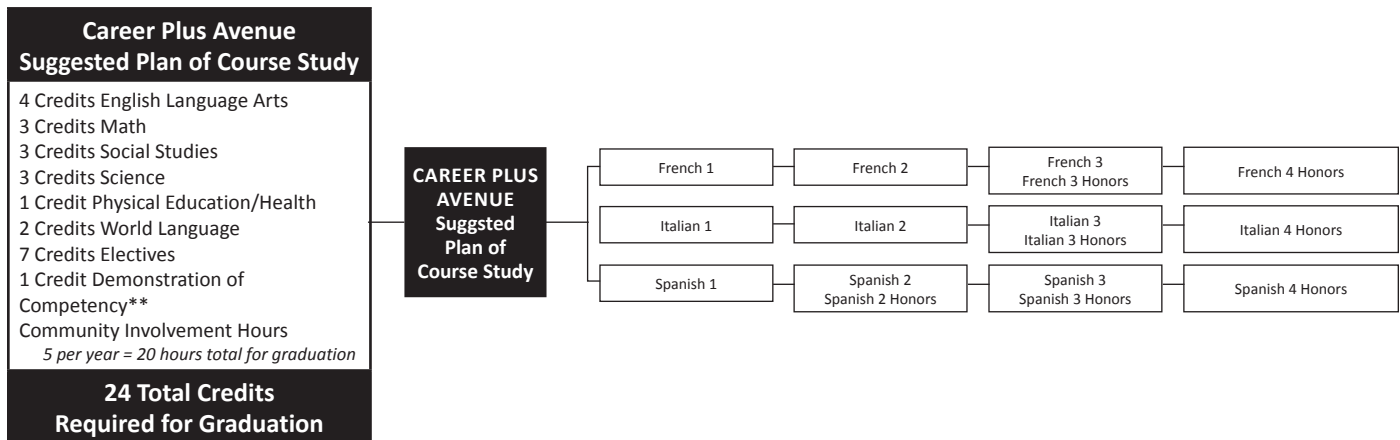 Career Plus Avenue
Suggested Plan of Course Study
4 Credits English Language Arts
3 Credits Math
3 Credits Social Studies
3 Credits Science
1 Credit Physical Education/Health
2 Credits World Language
7 Credits Electives
1 Credit Demonstration of
Competency**
Community Involvement Hours
5 per year = 20 hours total for graduation
24 Total Credits
Required for Graduation
CAREER PLUS
AVENUE
Suggsted
Plan of
Course Study
French 1
French 2
French 3
French 3 Honors
French 4 Honors
Italian 1
Italian 2
Italian 3
Italian 3 Honors
Italian 4 Honors
Spanish 1
Spanish 2
Spanish 2 Honors
Spanish 3
Spanish 3 Honors
Spanish 4 Honors